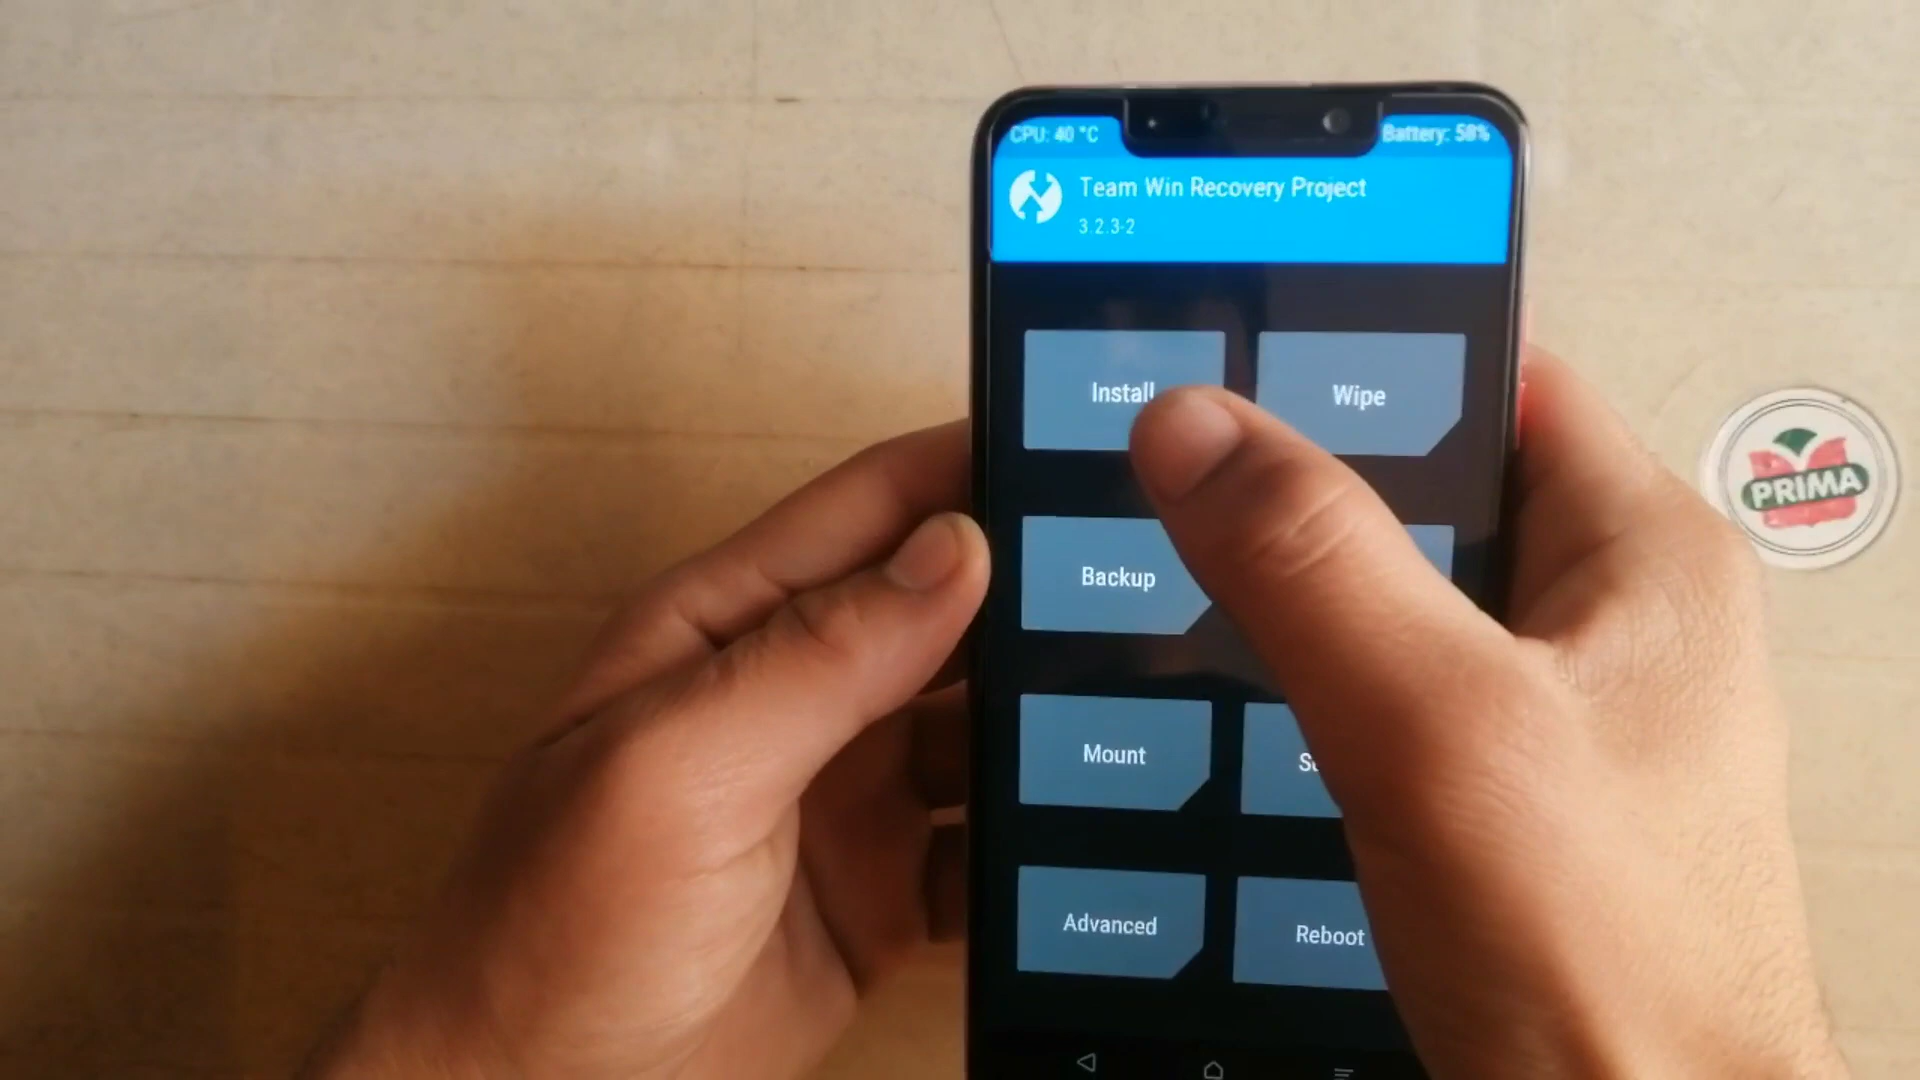 CPU: 40 °C
Battery: 58%
Team Win Recovery Project
3.2.3-2
Install
Wipe
Backup
Mount
Advanced
Reboot
PRIMA